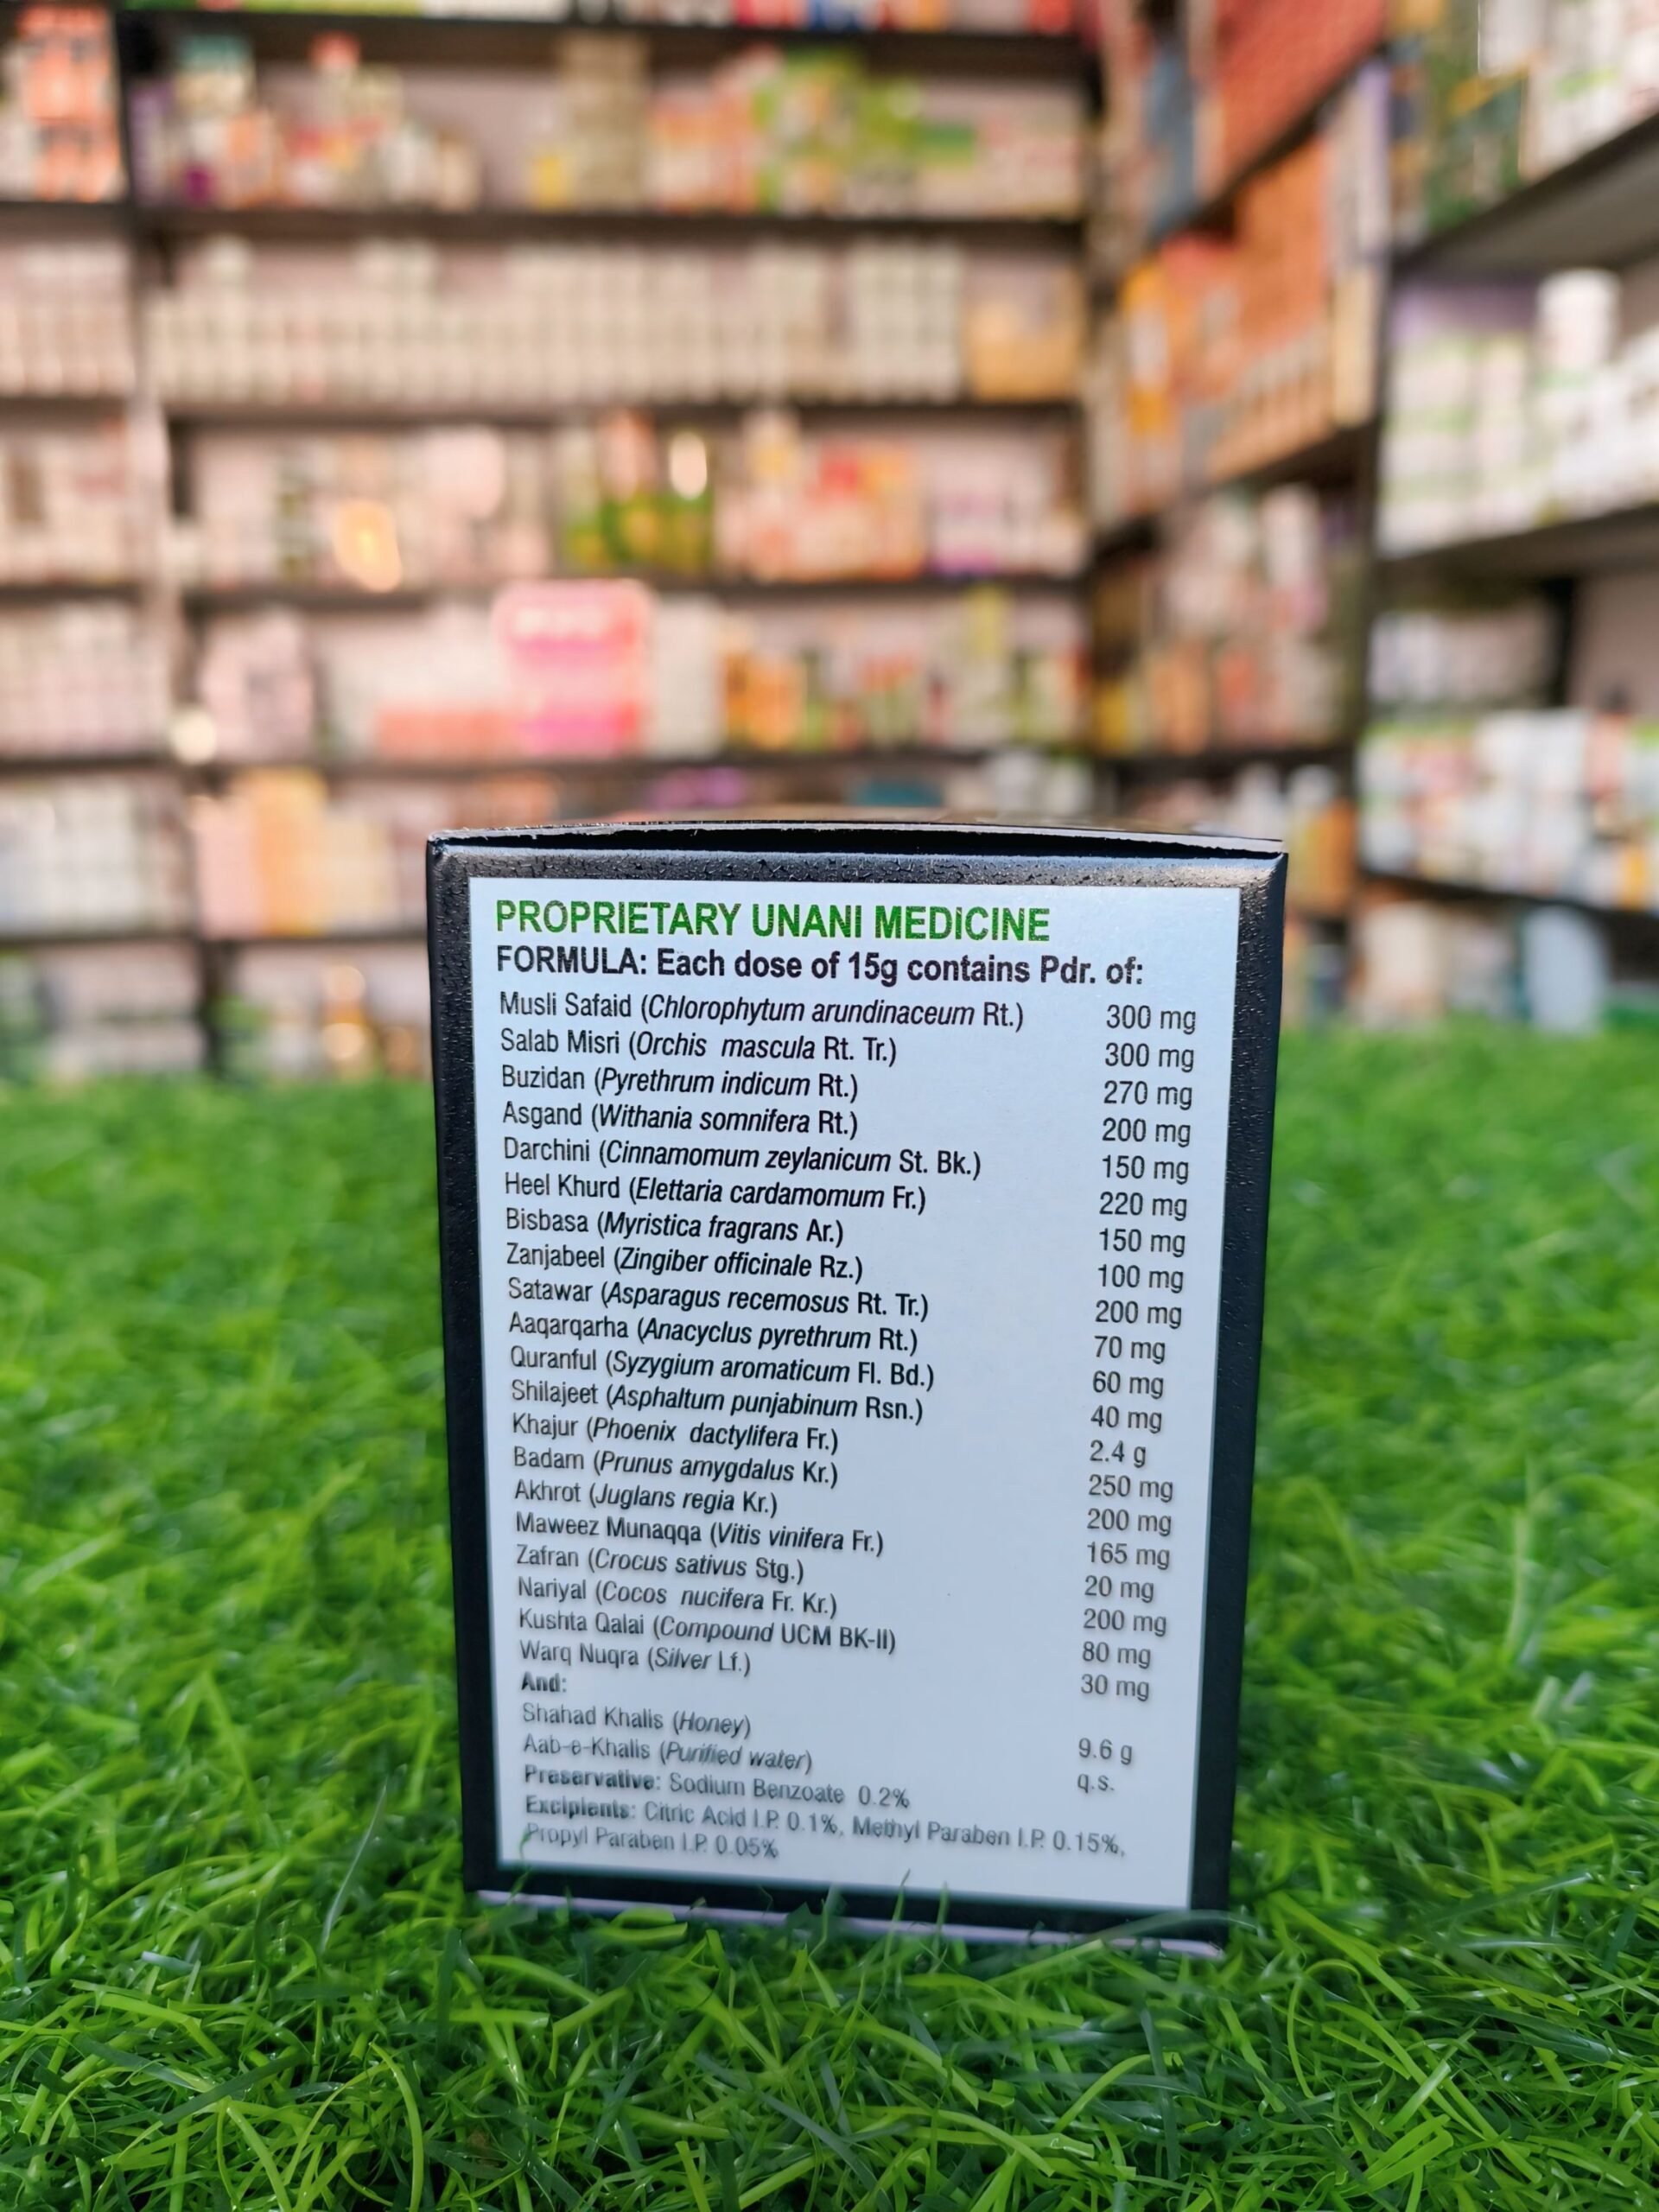 PROPRIETARY UNANI MEDICINE
FORMULA: Each dose of 15g contains Pdr. of:
Musli Safaid (Chlorophytum arundinaceum Rt.) 300 mg
Salab Misri (Orchis mascula Rt. Tr.) 300 mg
Buzidan (Pyrethrum indicum Rt.) 270 mg
Asgand (Withania somnifera Rt.) 200 mg
Darchini (Cinnamomum zeylanicum St. Bk.) 150 mg
Heel Khurd (Elettaria cardamomum Fr.) 220 mg
Bisbasa (Myristica fragrans Ar.) 150 mg
Zanjabeel (Zingiber officinale Rz.) 100 mg
Satawar (Asparagus recemosus Rt. Tr.) 200 mg
Aaqarqarha (Anacyclus pyrethrum Rt.) 70 mg
Quranful (Syzygium aromaticum Fl. Bd.) 60 mg
Shilajeet (Asphaltum punjabinum Rsn.) 40 mg
Khajur (Phoenix dactylifera Fr.) 2.4 g
Badam (Prunus amygdalus Kr.) 250 mg
Akhrot (Juglans regia Kr.) 200 mg
Maweez Munaqqa (Vitis vinifera Fr.) 165 mg
Zafran (Crocus sativus Stg.) 20 mg
Nariyal (Cocos nucifera Fr. Kr.) 200 mg
Kushta Qalai (Compound UCM BK-II) 80 mg
Warq Nuqra (Silver Lf.) 30 mg
And:
Shahad Khalis (Honey) 9.6 g
Aab-e-Khalis (Purified water) q.s.
Preservative: Sodium Benzoate 0.2%
Excipients: Citric Acid I.P. 0.1%, Methyl Paraben I.P. 0.15%,
Propyl Paraben I.P. 0.05%